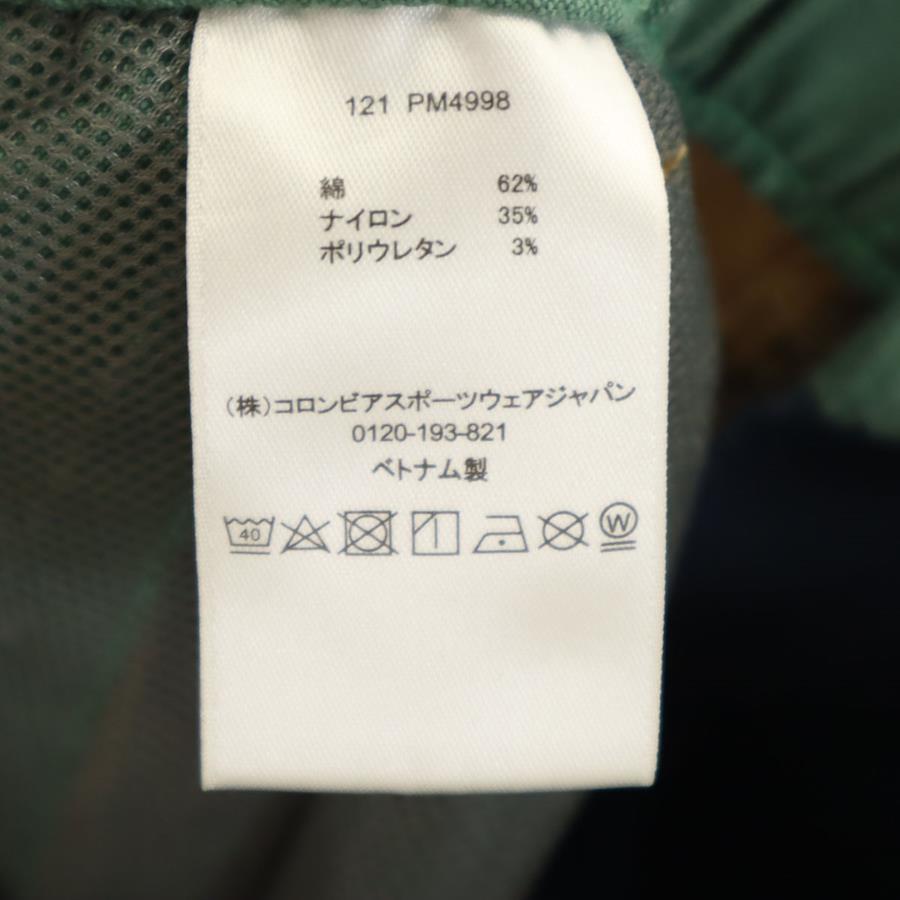 121 PM4998
綿 62%
ナイロン 35%
ポリウレタン 3%
(株)コロンビアスポーツウェアジャパン
0120-193-821
ベトナム製
40 W